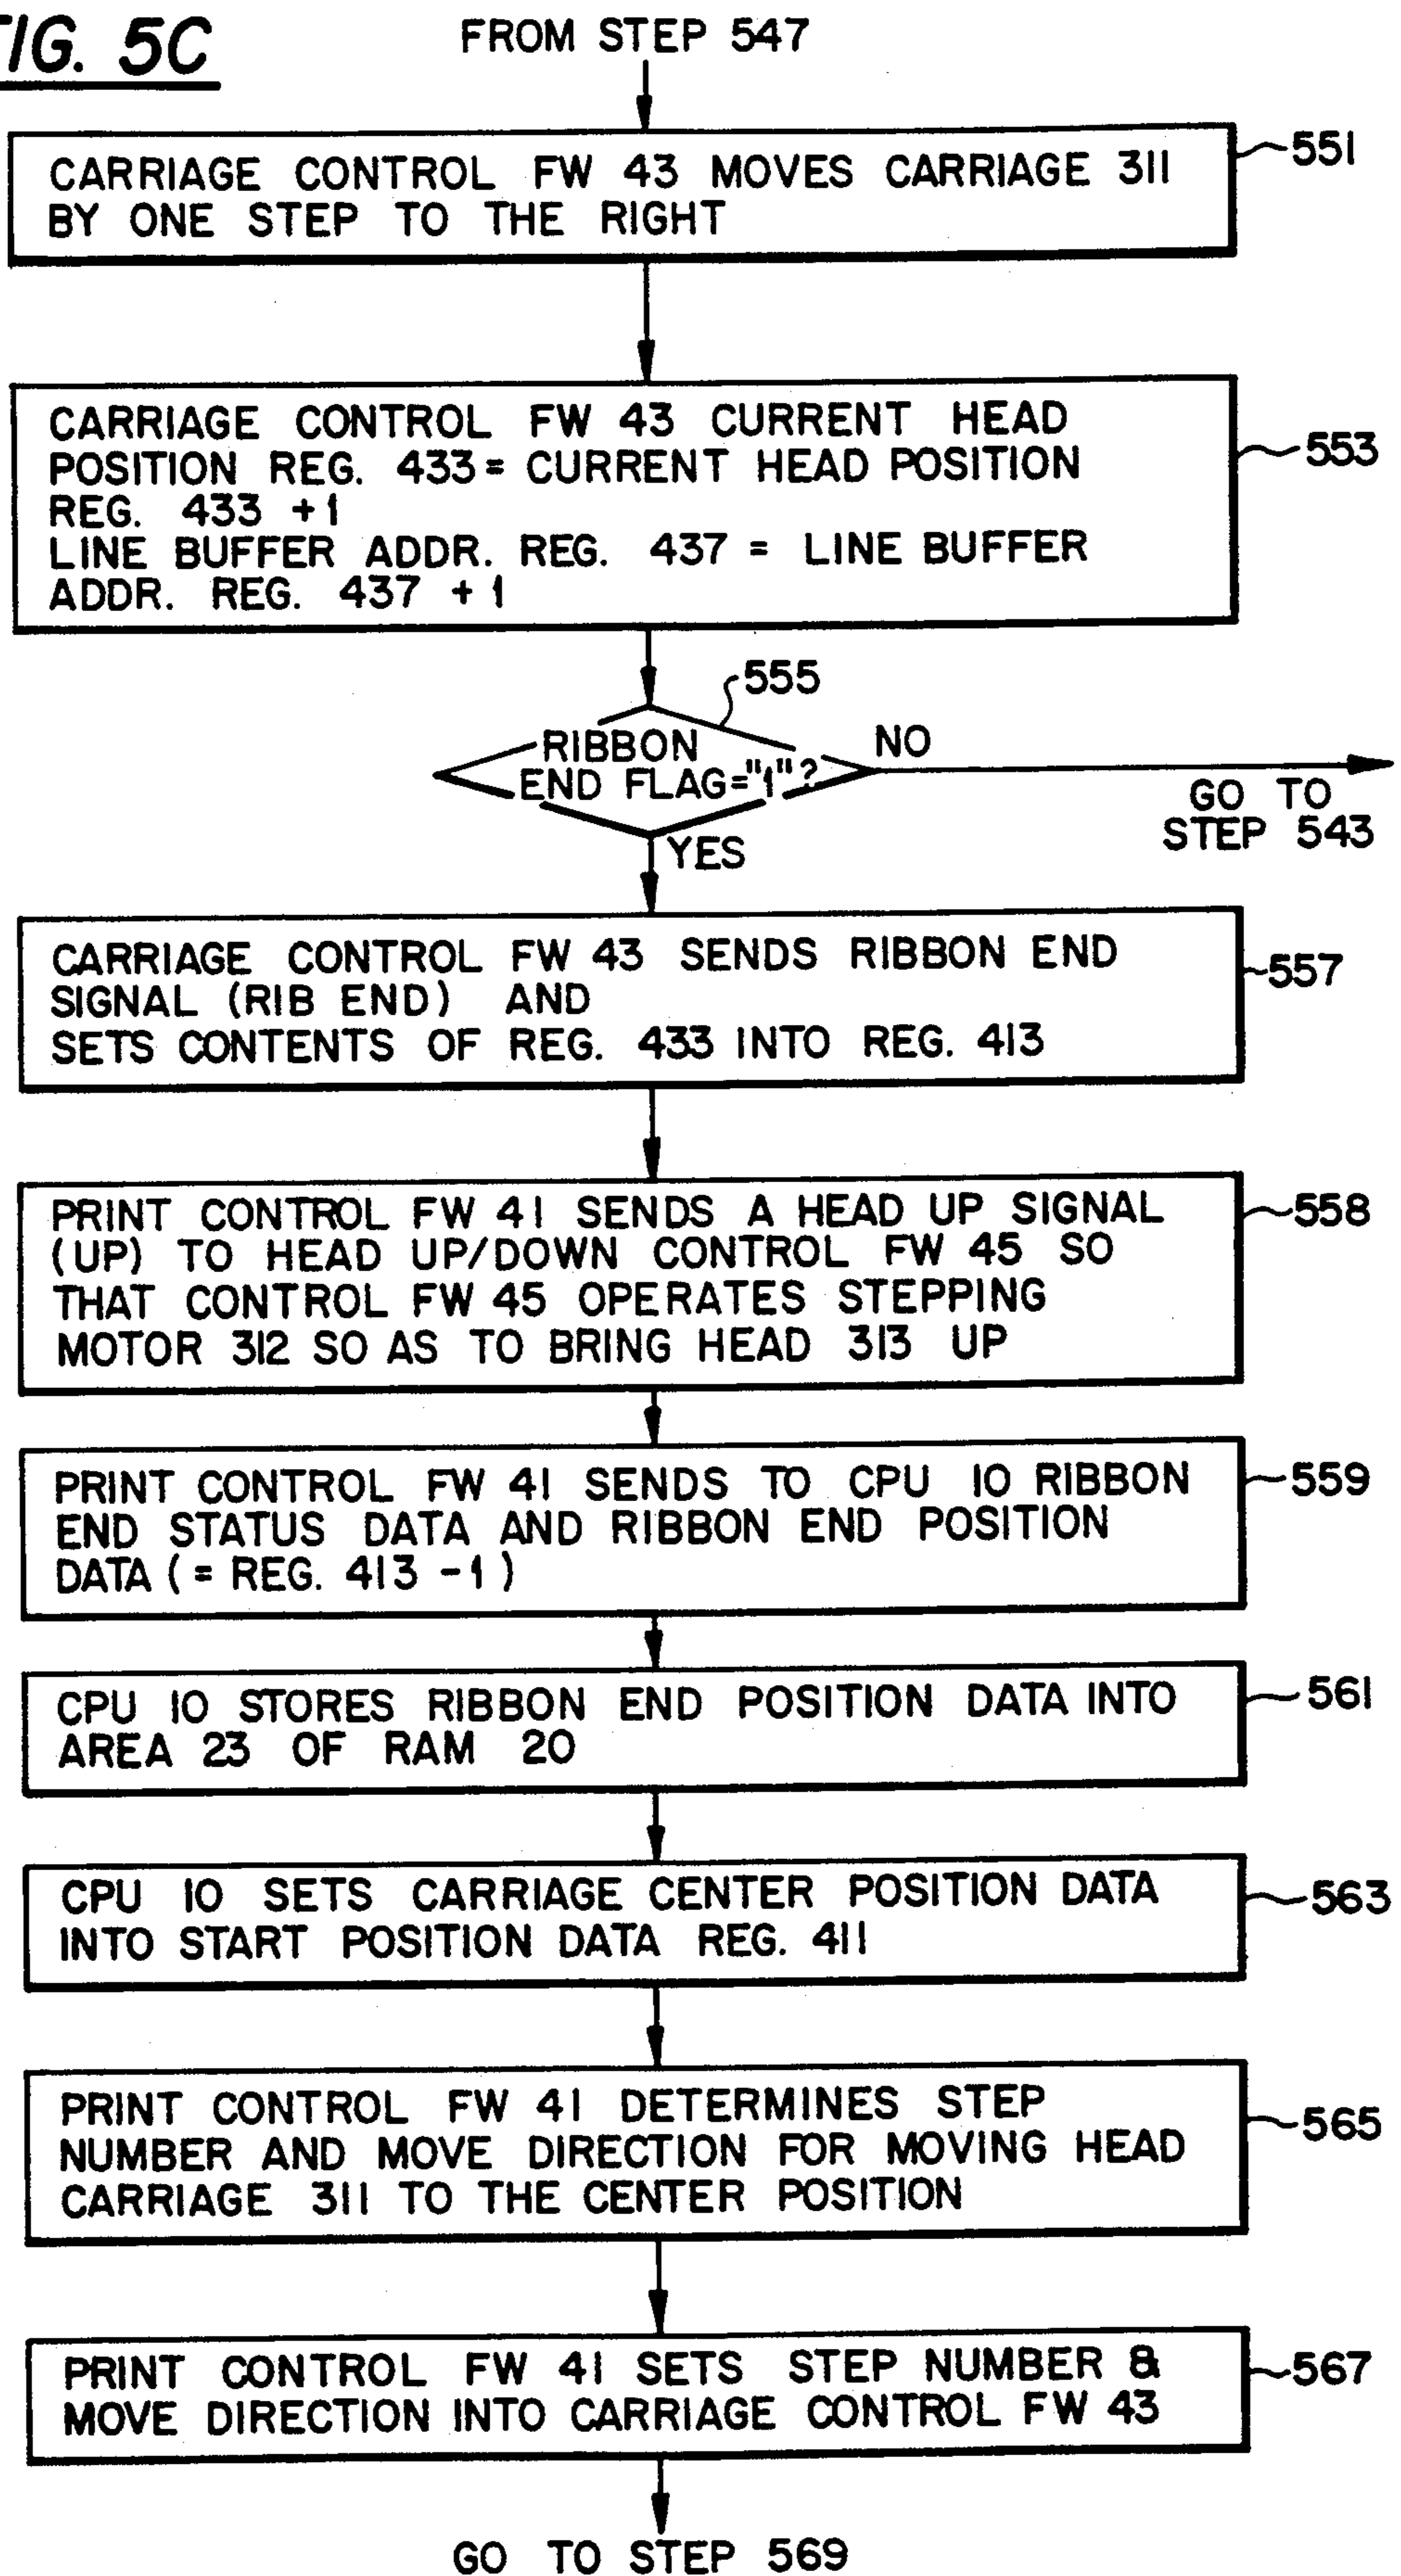 FIG. 5C
FROM STEP 547
CARRIAGE CONTROL FW 43 MOVES CARRIAGE 311
BY ONE STEP TO THE RIGHT
551
CARRIAGE CONTROL FW 43 CURRENT HEAD
POSITION REG. 433 = CURRENT HEAD POSITION
REG. 433 +1
LINE BUFFER ADDR. REG. 437 = LINE BUFFER
ADDR. REG. 437 + 1
553
555
RIBBON
END FLAG="1"?
NO
GO TO
STEP 543
YES
CARRIAGE CONTROL FW 43 SENDS RIBBON END
SIGNAL (RIB END) AND
SETS CONTENTS OF REG. 433 INTO REG. 413
557
PRINT CONTROL FW 41 SENDS A HEAD UP SIGNAL
(UP) TO HEAD UP/DOWN CONTROL FW 45 SO
THAT CONTROL FW 45 OPERATES STEPPING
MOTOR 312 SO AS TO BRING HEAD 313 UP
558
PRINT CONTROL FW 41 SENDS TO CPU 10 RIBBON
END STATUS DATA AND RIBBON END POSITION
DATA (= REG. 413 -1)
559
CPU 10 STORES RIBBON END POSITION DATA INTO
AREA 23 OF RAM 20
561
CPU 10 SETS CARRIAGE CENTER POSITION DATA
INTO START POSITION DATA REG. 411
563
PRINT CONTROL FW 41 DETERMINES STEP
NUMBER AND MOVE DIRECTION FOR MOVING HEAD
CARRIAGE 311 TO THE CENTER POSITION
565
PRINT CONTROL FW 41 SETS STEP NUMBER &
MOVE DIRECTION INTO CARRIAGE CONTROL FW 43
567
GO TO STEP 569